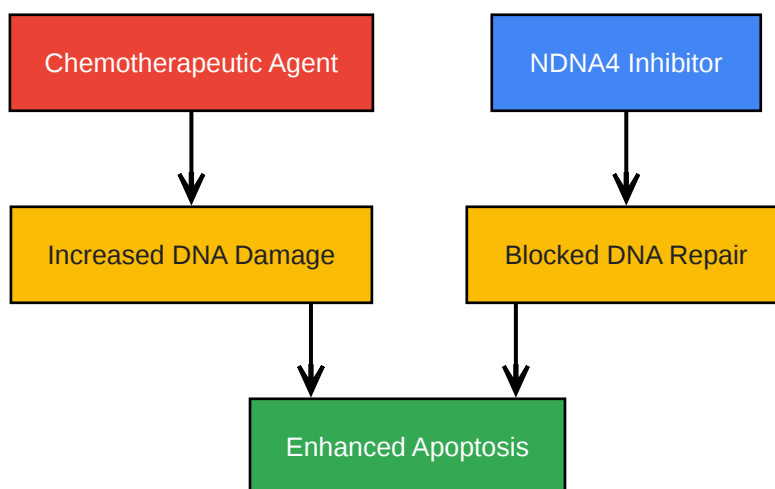 Chemotherapeutic Agent
NDNA4 Inhibitor
Increased DNA Damage
Blocked DNA Repair
Enhanced Apoptosis